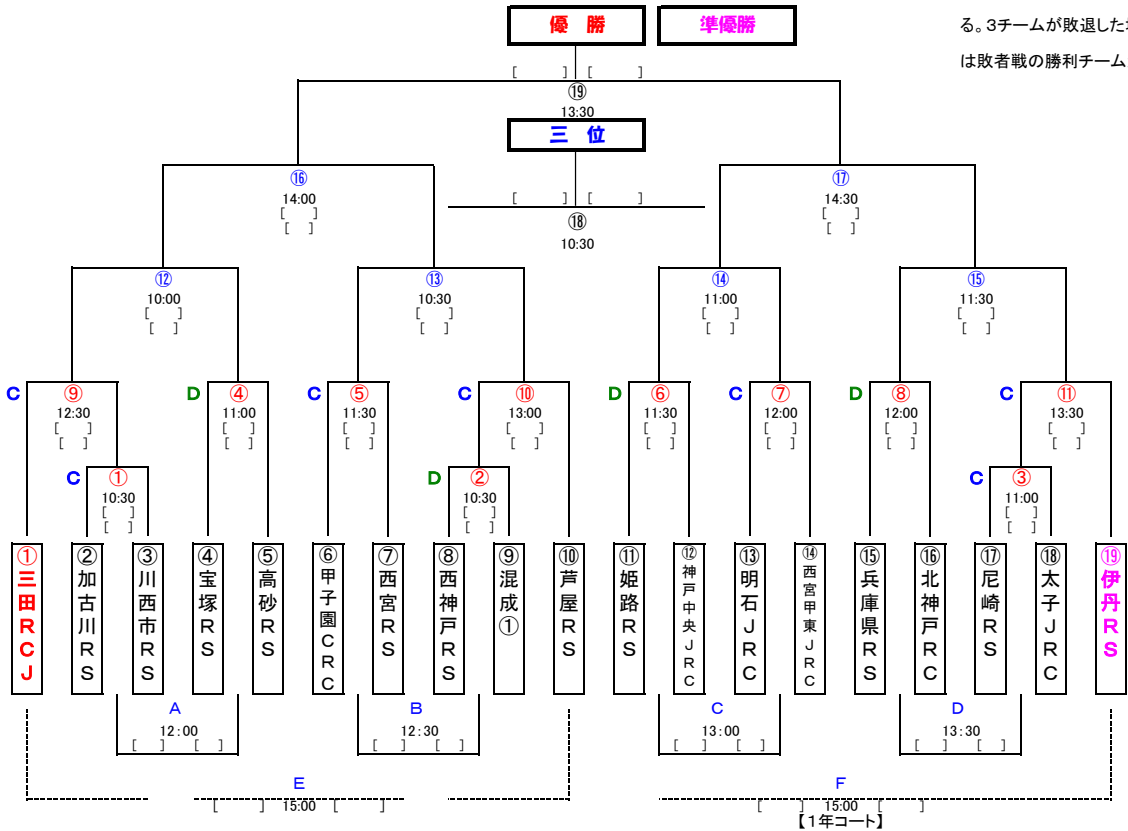 優 勝
準優勝
る。3チームが敗退した
は敗者戦の勝利チーム
[ ] [ ]
⑲
13:30
三 位
⑯
14:00
[ ]
[ ]
[ ] [ ]
⑱
10:30
⑰
14:30
[ ]
[ ]
⑫
10:00
[ ]
[ ]
⑬
10:30
[ ]
[ ]
⑭
11:00
[ ]
[ ]
⑮
11:30
[ ]
[ ]
C
⑨
12:30
[ ]
[ ]
D
④
11:00
[ ]
[ ]
C
⑤
11:30
[ ]
[ ]
C
⑩
13:00
[ ]
[ ]
D
⑥
11:30
[ ]
[ ]
C
⑦
12:00
[ ]
[ ]
D
⑧
12:00
[ ]
[ ]
C
⑪
13:30
[ ]
[ ]
C
①
10:30
[ ]
[ ]
D
②
10:30
[ ]
[ ]
C
③
11:00
[ ]
[ ]
①三田RCJ
②加古川RS
③川西市RS
④宝塚RS
⑤高砂RS
⑥甲子園CRC
⑦西宮RS
⑧西神戸RS
⑨混成①
⑩芦屋RS
⑪姫路RS
⑫神戸中央JRC
⑬明石JRC
⑭西宮甲東JRC
⑮兵庫県RS
⑯北神戸RC
⑰尼崎RS
⑱太子JRC
⑲伊丹RS
A
12:00
[ ] [ ]
B
12:30
[ ] [ ]
C
13:00
[ ] [ ]
D
13:30
[ ] [ ]
E
[ ] 15:00 [ ]
F
[ ] 15:00 [ ]
【1年コート】